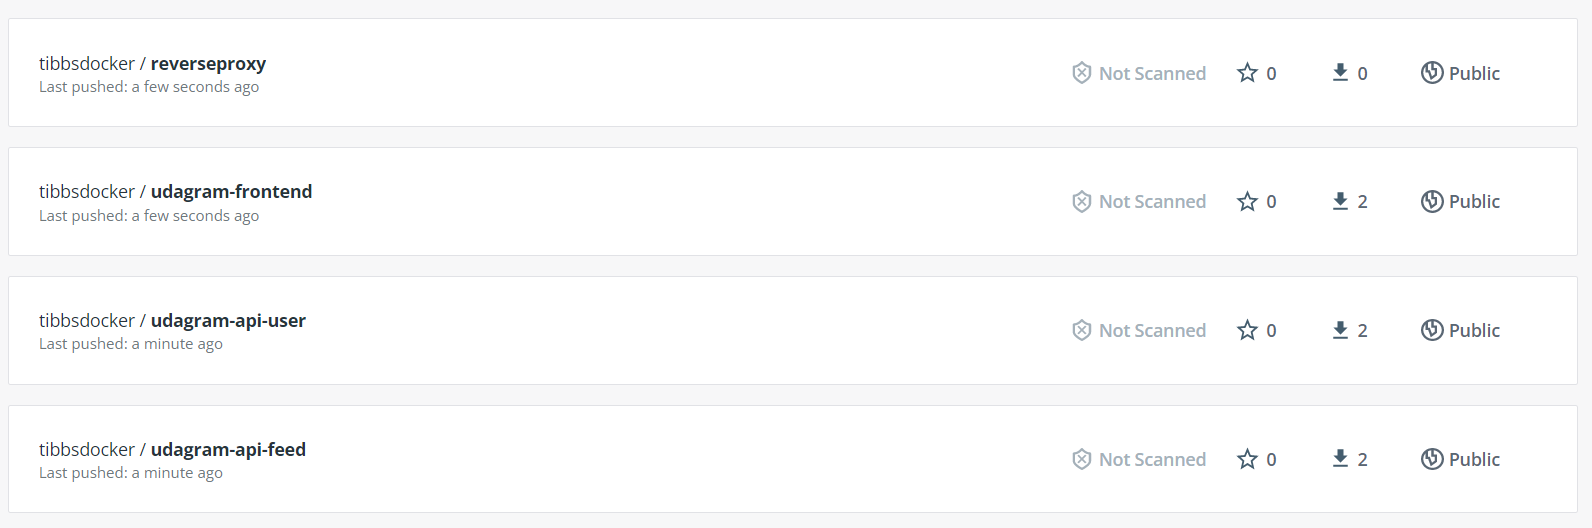 tibbsdocker / reverseproxy Not Scanned 0 0 Public
Last pushed: a few seconds ago
tibbsdocker / udagram-frontend Not Scanned 0 2 Public
Last pushed: a few seconds ago
tibbsdocker / udagram-api-user Not Scanned 0 2 Public
Last pushed: a minute ago
tibbsdocker / udagram-api-feed Not Scanned 0 2 Public
Last pushed: a minute ago